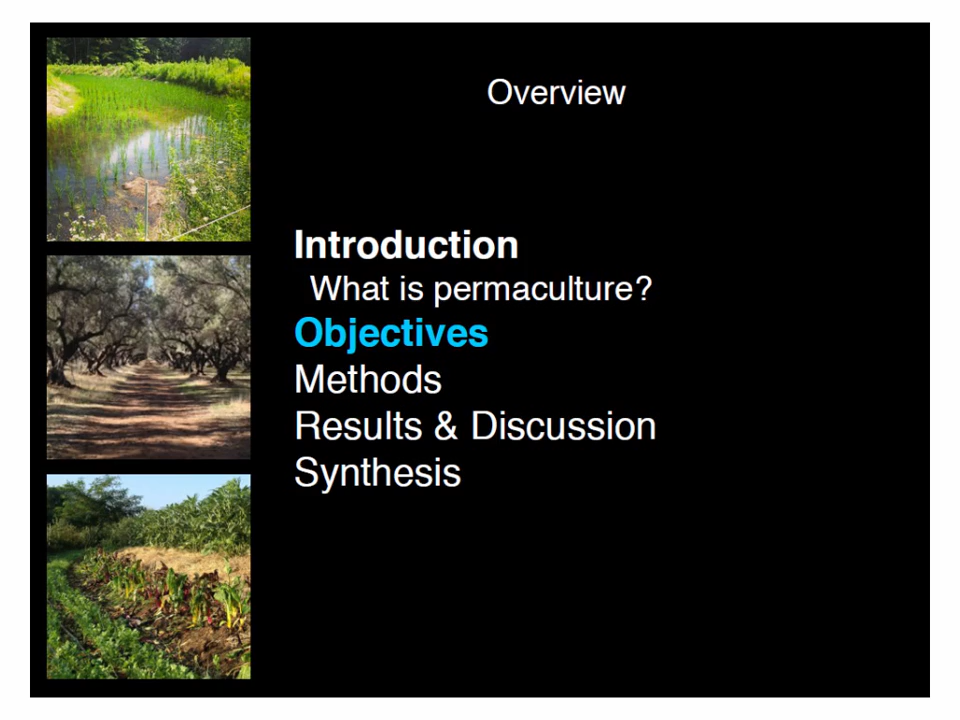 Overview
Introduction
What is permaculture?
Objectives
Methods
Results & Discussion
Synthesis